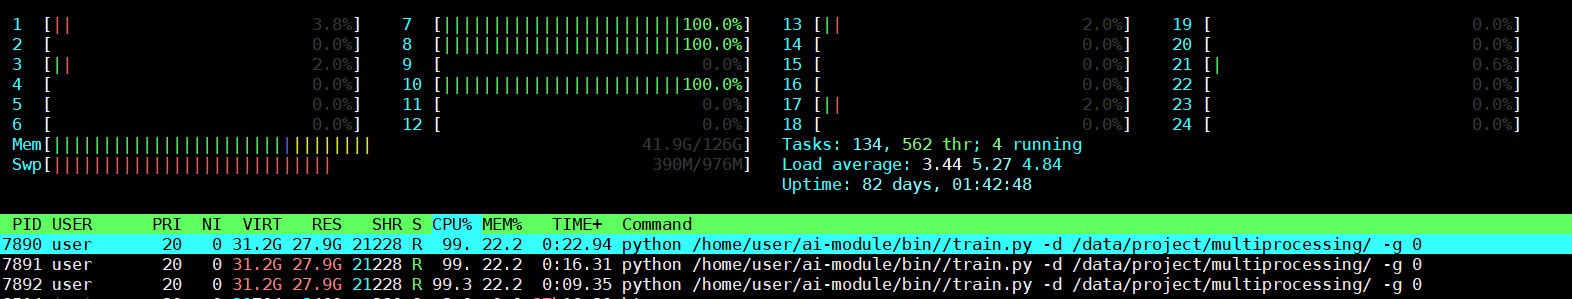 1 [|| 3.8%] 7 [||||||||||||||||||||||||100.0%] 13 [|| 2.0%] 19 [ 0.0%]
2 [ 0.0%] 8 [||||||||||||||||||||||||100.0%] 14 [ 0.0%] 20 [ 0.0%]
3 [|| 2.0%] 9 [ 0.0%] 15 [ 0.0%] 21 [| 0.6%]
4 [ 0.0%] 10 [||||||||||||||||||||||||100.0%] 16 [ 0.0%] 22 [ 0.0%]
5 [ 0.0%] 11 [ 0.0%] 17 [|| 2.0%] 23 [ 0.0%]
6 [ 0.0%] 12 [ 0.0%] 18 [ 0.0%] 24 [ 0.0%]
Mem[|||||||||||||||||||||||||||||||| 41.9G/126G] Tasks: 134, 562 thr; 4 running
Swp[|||||||||||||||||||||||||||| 390M/976M] Load average: 3.44 5.27 4.84
Uptime: 82 days, 01:42:48
PID USER PRI NI VIRT RES SHR S CPU% MEM% TIME+ Command
7890 user 20 0 31.2G 27.9G 21228 R 99. 22.2 0:22.94 python /home/user/ai-module/bin//train.py -d /data/project/multiprocessing/ -g 0
7891 user 20 0 31.2G 27.9G 21228 R 99. 22.2 0:16.31 python /home/user/ai-module/bin//train.py -d /data/project/multiprocessing/ -g 0
7892 user 20 0 31.2G 27.9G 21228 R 99.3 22.2 0:09.35 python /home/user/ai-module/bin//train.py -d /data/project/multiprocessing/ -g 0